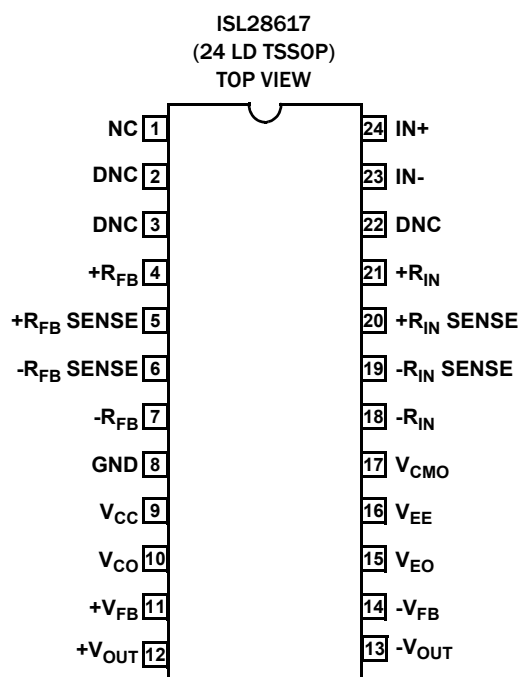 ISL28617
(24 LD TSSOP)
TOP VIEW
NC 1 24 IN+
DNC 2 23 IN-
DNC 3 22 DNC
+RFB 4 21 +RIN
+RFB SENSE 5 20 +RIN SENSE
-RFB SENSE 6 19 -RIN SENSE
-RFB 7 18 -RIN
GND 8 17 VCMO
VCC 9 16 VEE
VCO 10 15 VEO
+VFB 11 14 -VFB
+VOUT 12 13 -VOUT